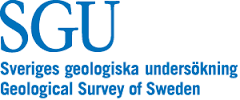 SGU
Sveriges geologiska undersökning
Geological Survey of Sweden